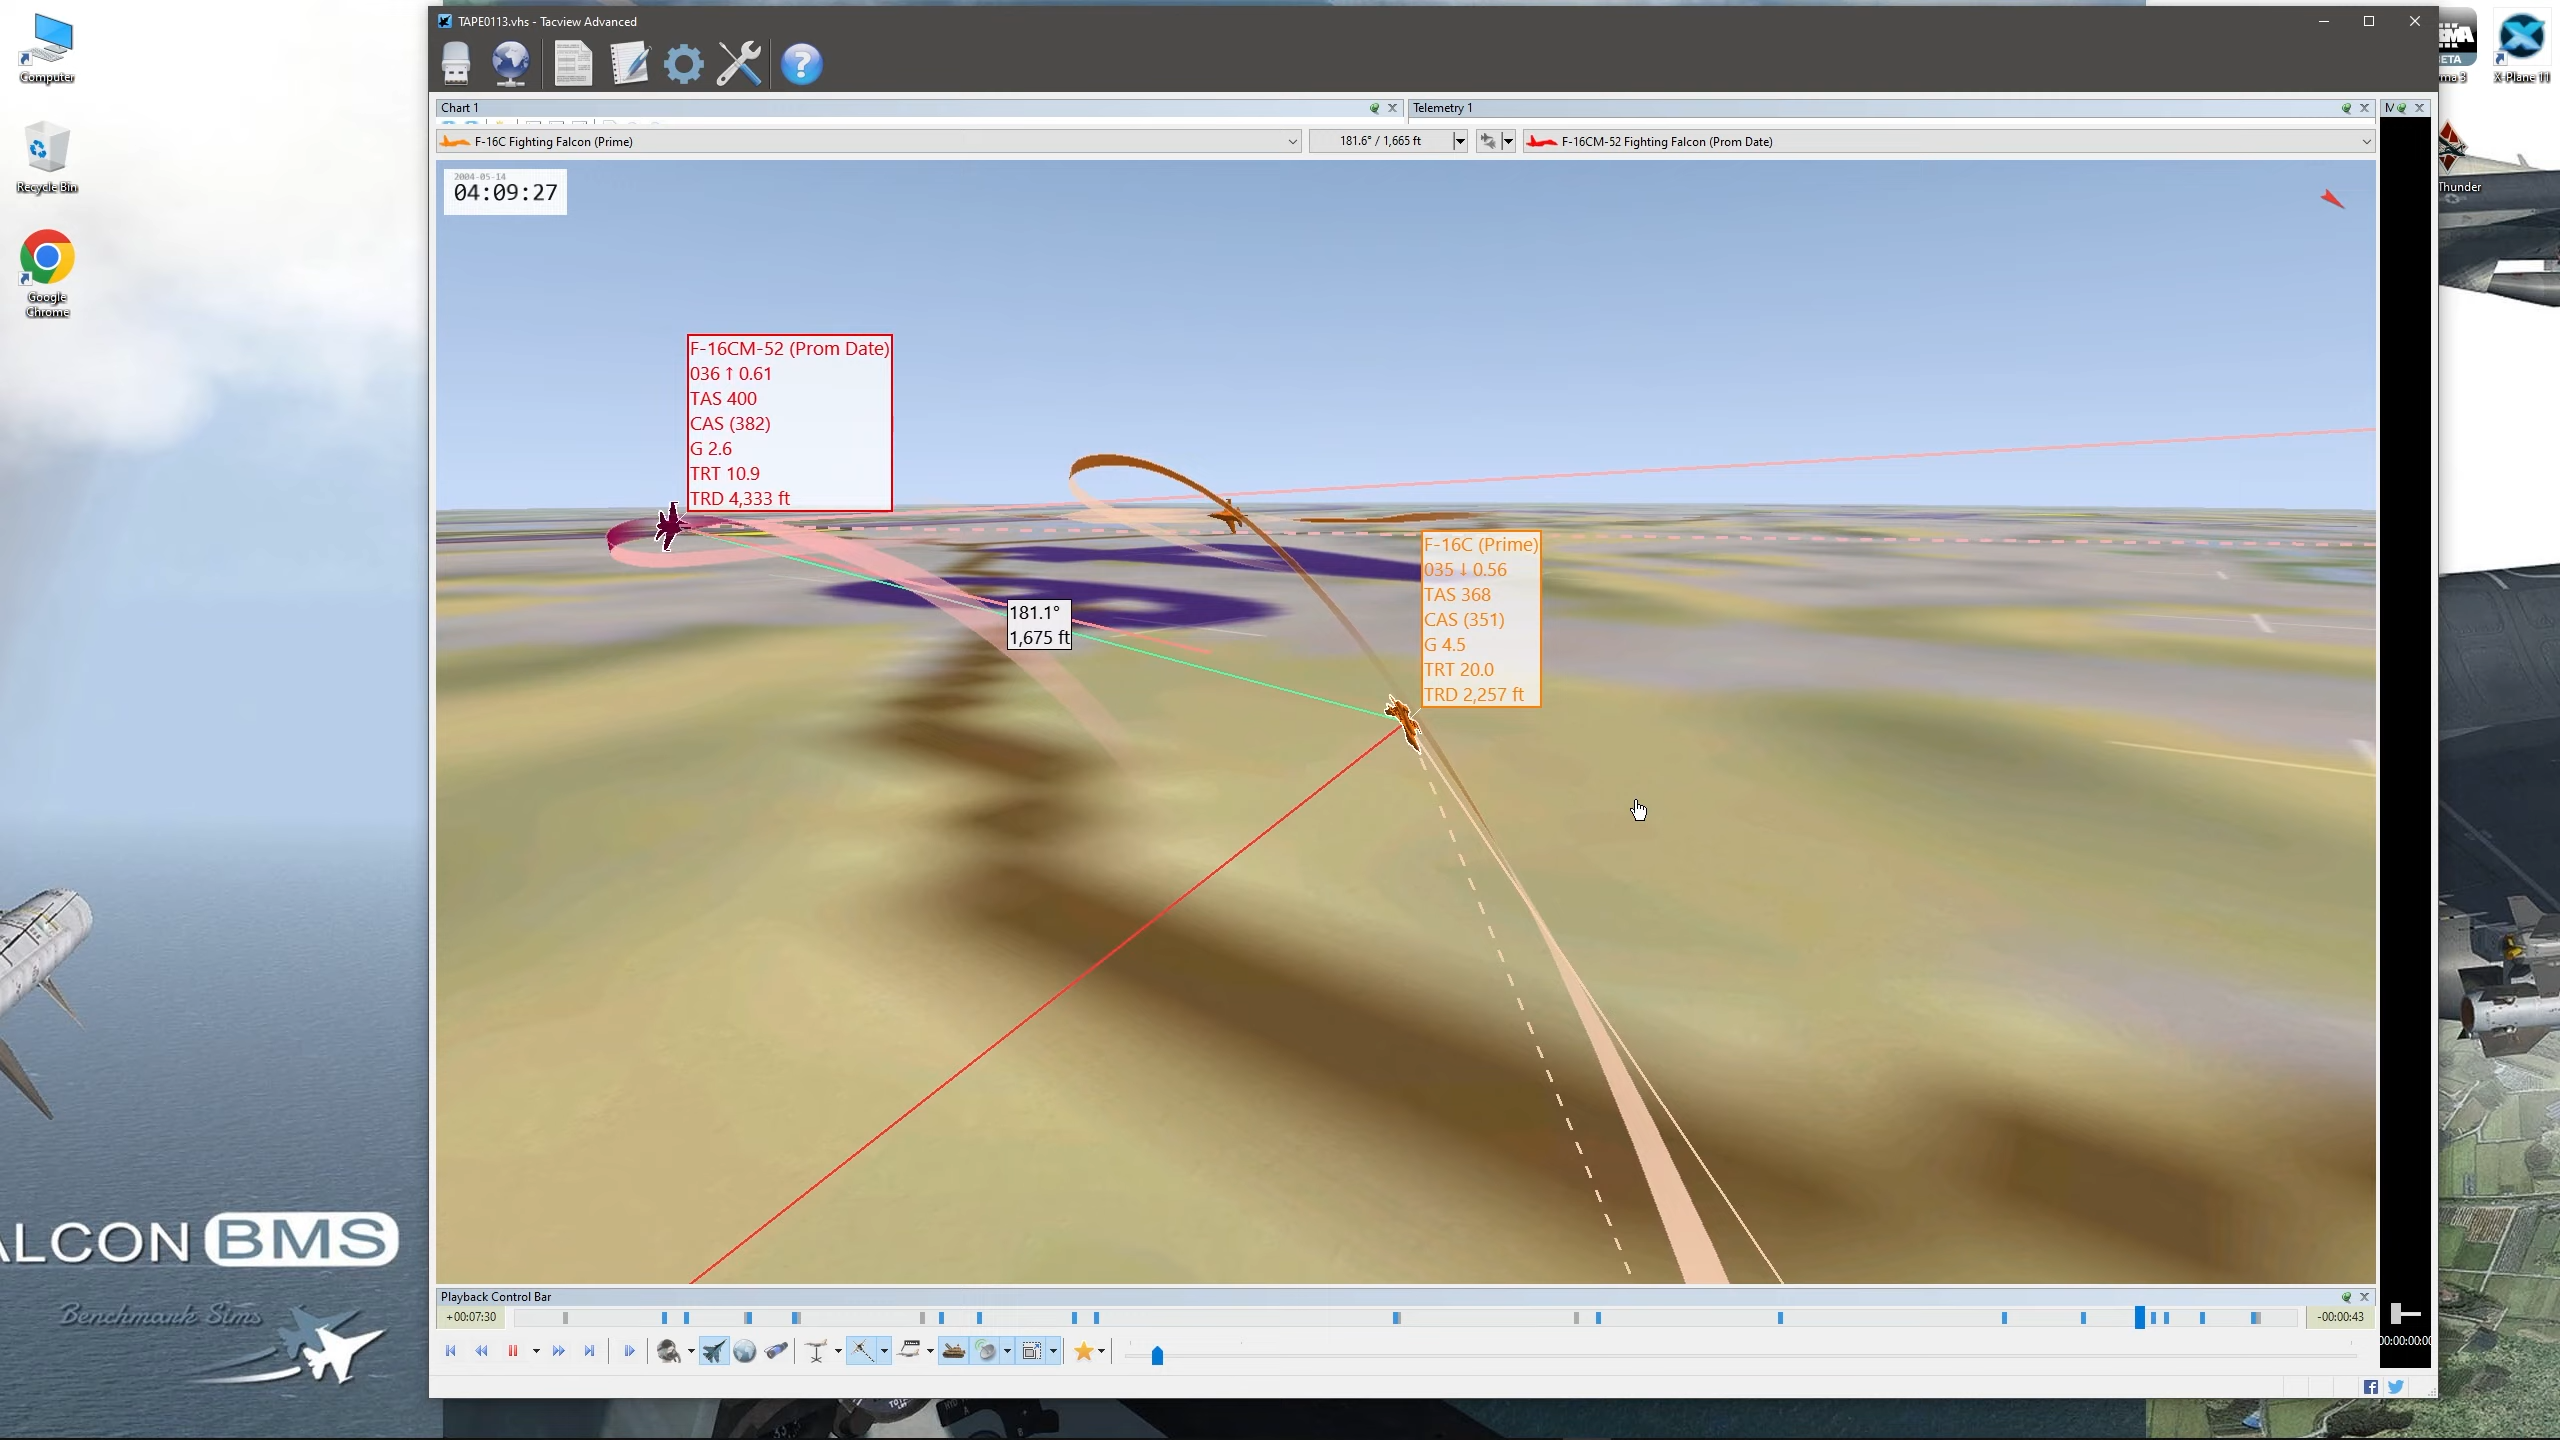 TAPE0113.vhs - Tacview Advanced
Computer
Recycle Bin
Google
Chrome
X-Plane 11
Thunder
Chart 1
Telemetry 1
F-16C Fighting Falcon (Prime)
181.6° / 1,665 ft
F-16CM-52 Fighting Falcon (Prom Date)
2004-05-14
04:09:27
F-16CM-52 (Prom Date)
036 ↑ 0.61
TAS 400
CAS (382)
G 2.6
TRT 10.9
TRD 4,333 ft
F-16C (Prime)
035 ↓ 0.56
TAS 368
CAS (351)
G 4.5
TRT 20.0
TRD 2,257 ft
181.1°
1,675 ft
ALCON BMS
Benchmark Sims
Playback Control Bar
+00:07:30
-00:00:43